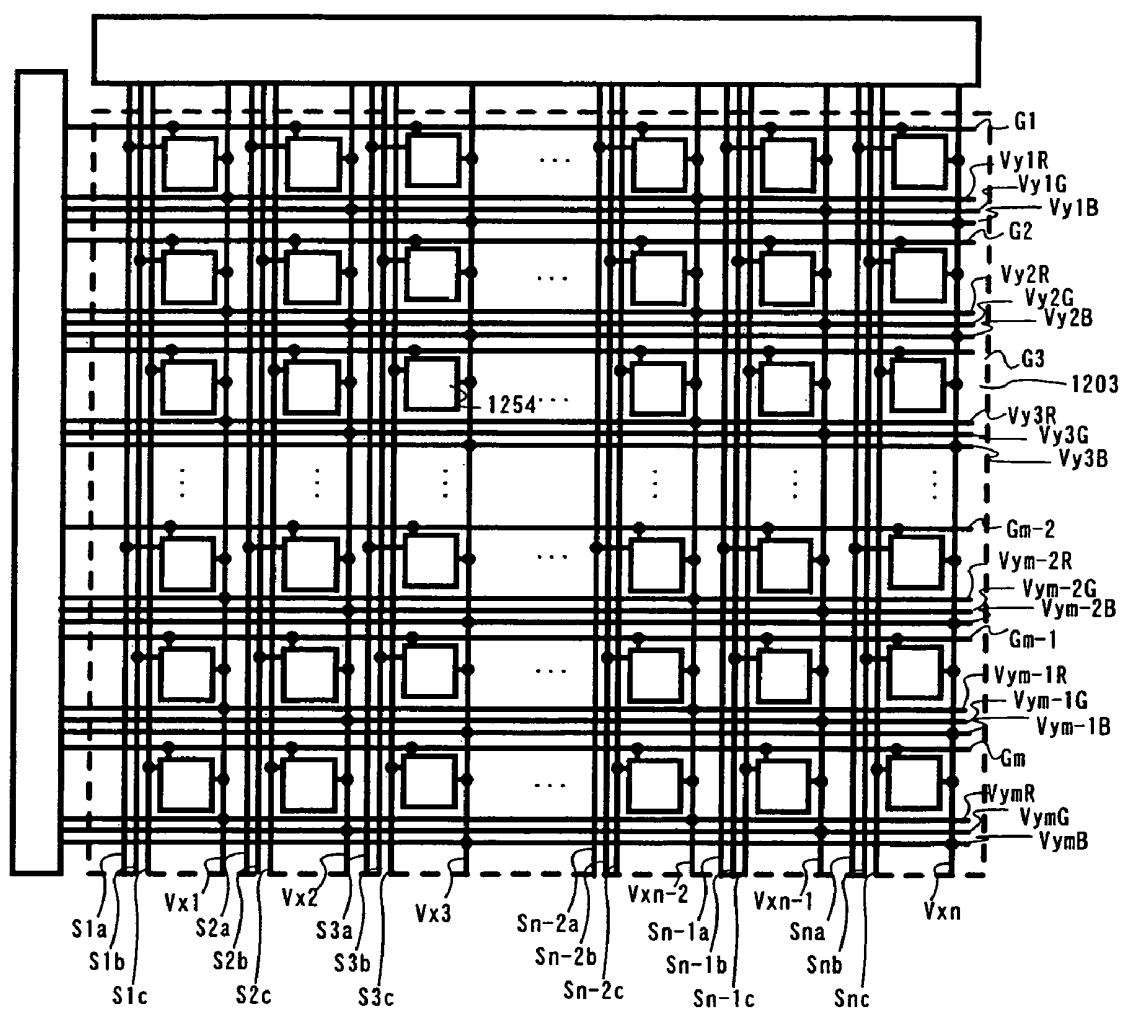 G1
Vy1R
Vy1G
Vy1B
G2
Vy2R
Vy2G
Vy2B
G3
1203
1254
Vy3R
Vy3G
Vy3B
Gm-2
Vym-2R
Vym-2G
Vym-2B
Gm-1
Vym-1R
Vym-1G
Vym-1B
Gm
VymR
VymG
VymB
S1a
S1b
S1c
Vx1
S2a
S2b
S2c
Vx2
S3a
S3b
S3c
Vx3
Sn-2a
Sn-2b
Sn-2c
Vxn-2
Sn-1a
Sn-1b
Sn-1c
Vxn-1
Sna
Snb
Snc
Vxn